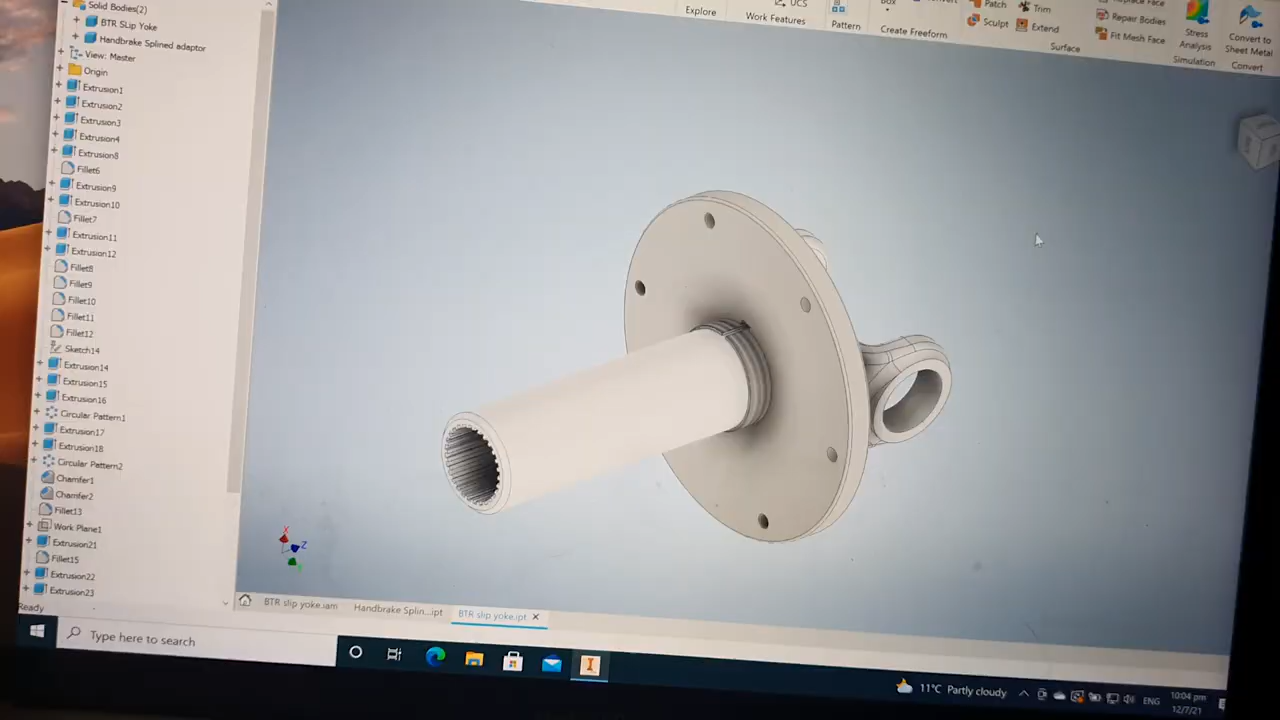 Solid Bodies(2)
BTR SLip Yoke
Handbrake Splined adaptor
View: Master
Origin
Extrusion1
Extrusion2
Extrusion3
Extrusion4
Extrusion8
Fillet6
Extrusion9
Extrusion10
Fillet7
Extrusion11
Extrusion12
Fillet8
Fillet9
Fillet10
Fillet11
Fillet12
Sketch14
Extrusion14
Extrusion15
Extrusion16
Circular Pattern1
Extrusion17
Extrusion18
Circular Pattern2
Chamfer1
Chamfer2
Fillet13
Work Plane1
Extrusion21
Fillet15
Extrusion22
Extrusion23
Ready
Explore
UCS
Work Features
Pattern
Box
Create Freeform
Patch
Sculpt
Trim
Extend
Surface
Replace Face
Repair Bodies
Fit Mesh Face
Stress
Analysis
Simulation
Convert to
Sheet Metal
Convert
X
Z
BTR slip yoke.iam
Handbrake Splin...ipt
BTR slip yoke.ipt
Type here to search
11°C Partly cloudy
ENG
10:04 pm
12/7/21